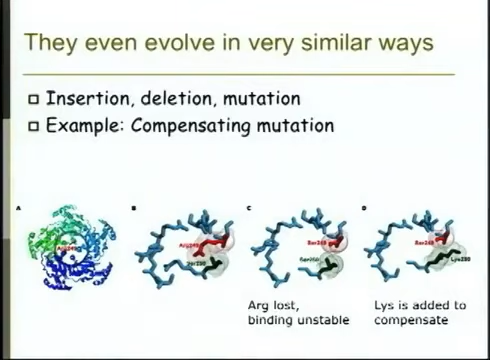 They even evolve in very similar ways
Insertion, deletion, mutation
Example: Compensating mutation
A
B
C
D
Arg lost,
binding unstable
Lys is added to
compensate